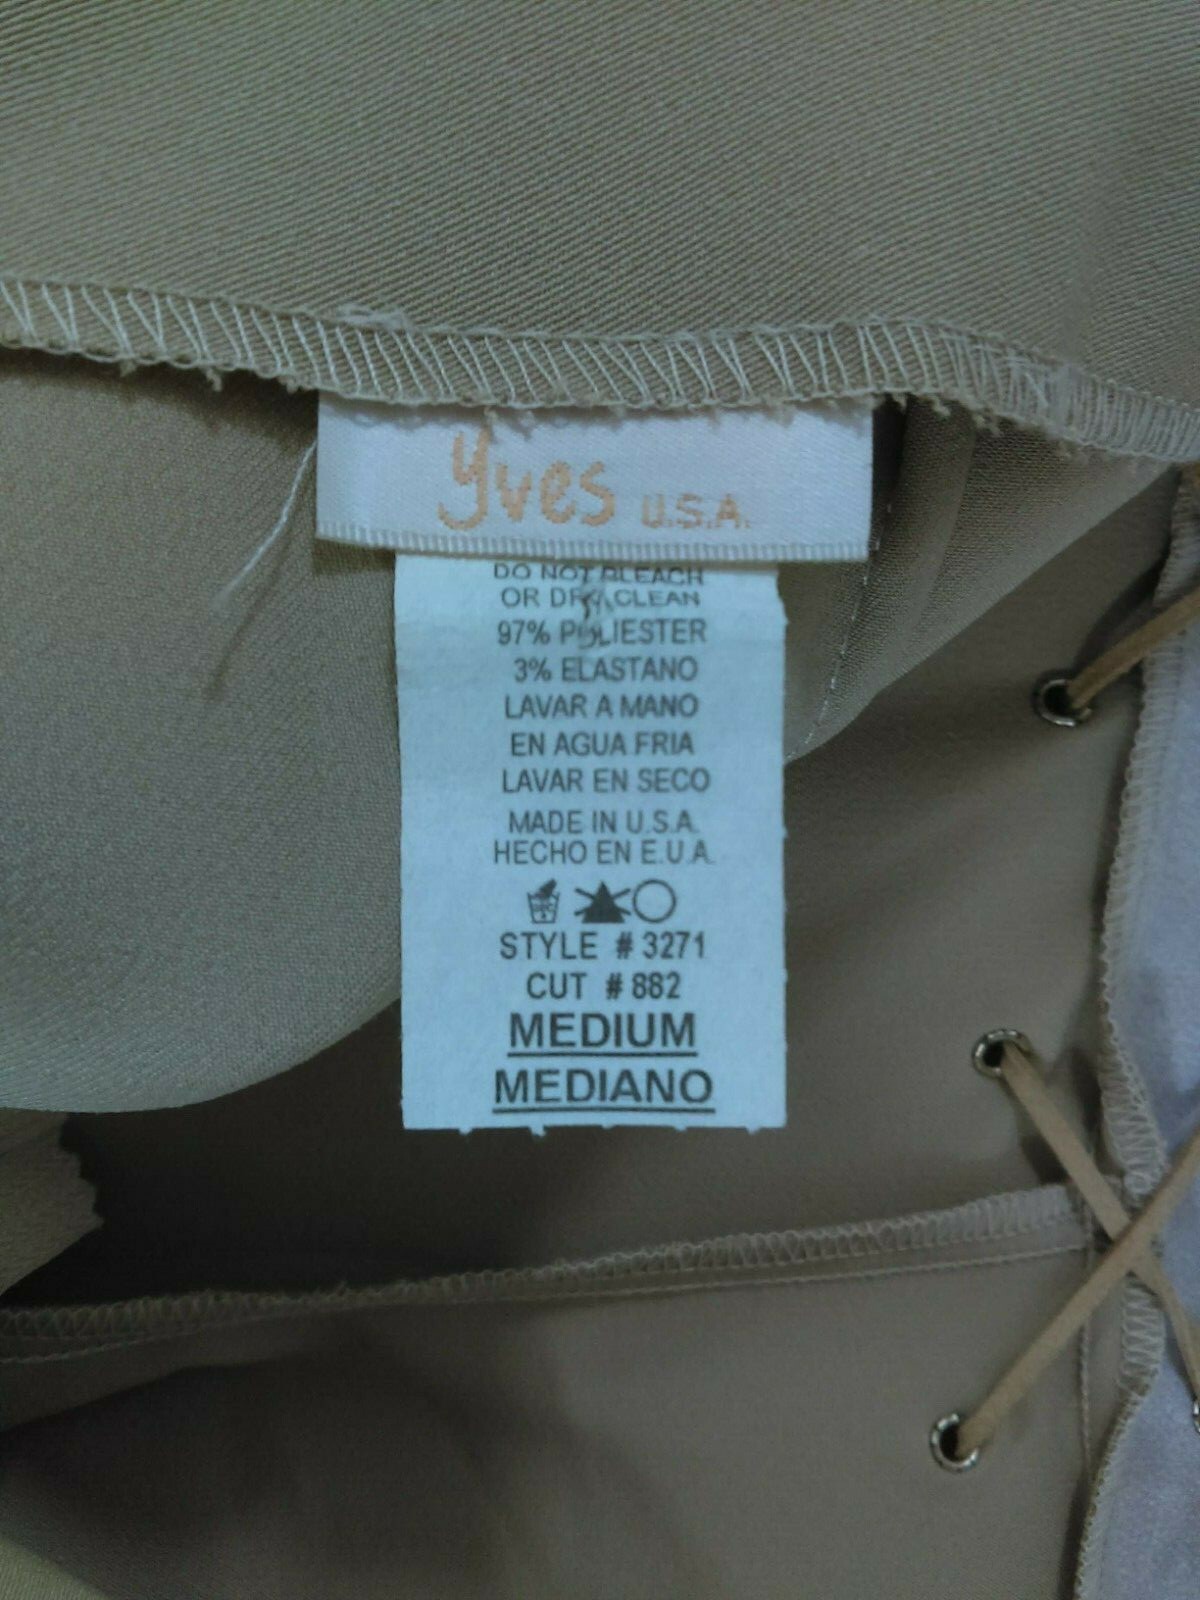 Yves U.S.A.
DO NOT BLEACH
OR DRY CLEAN
97% POLIESTER
3% ELASTANO
LAVAR A MANO
EN AGUA FRIA
LAVAR EN SECO
MADE IN U.S.A.
HECHO EN E.U.A.
STYLE # 3271
CUT # 882
MEDIUM
MEDIANO